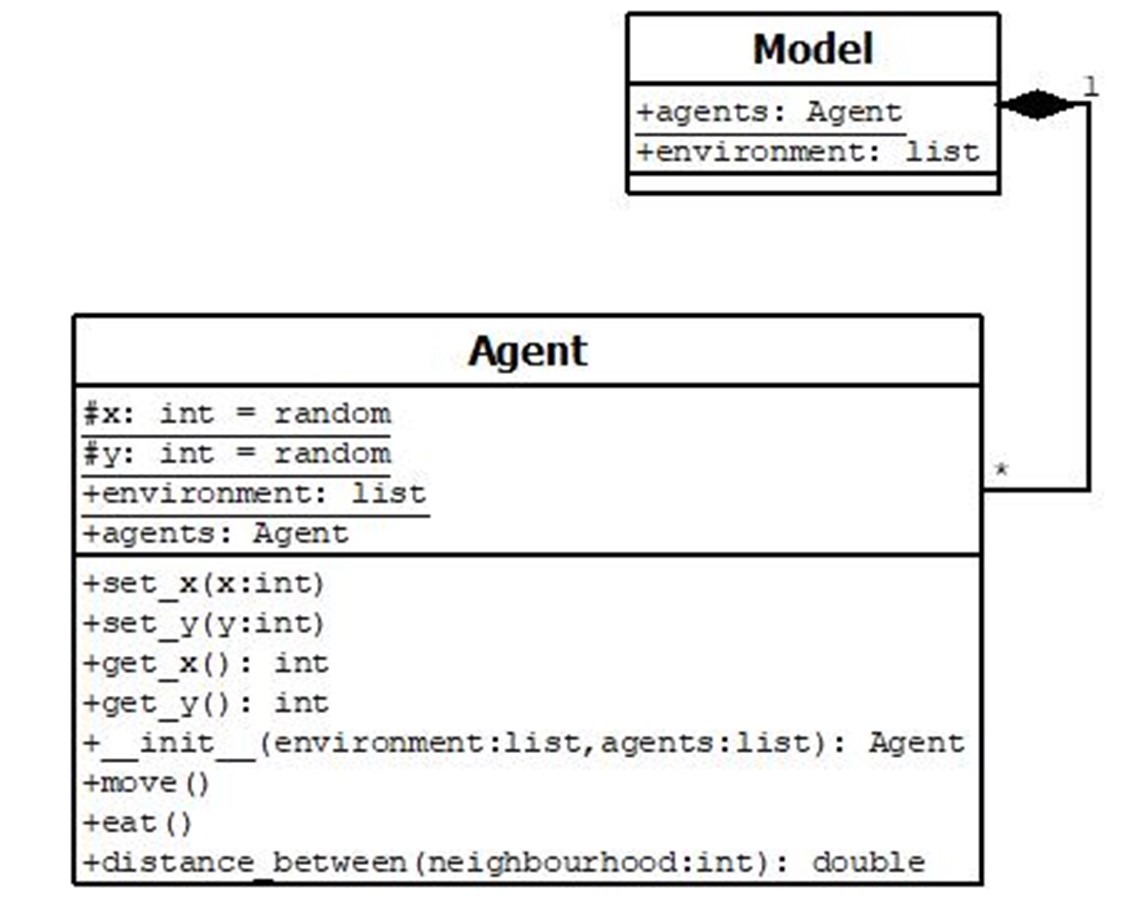 Model
1
+agents: Agent
+environment: list
Agent
#x: int = random
#y: int = random
+environment: list
*
+agents: Agent
+set_x(x:int)
+set_y(y:int)
+get_x(): int
+get_y(): int
+__init__(environment:list,agents:list): Agent
+move()
+eat()
+distance_between(neighbourhood:int): double